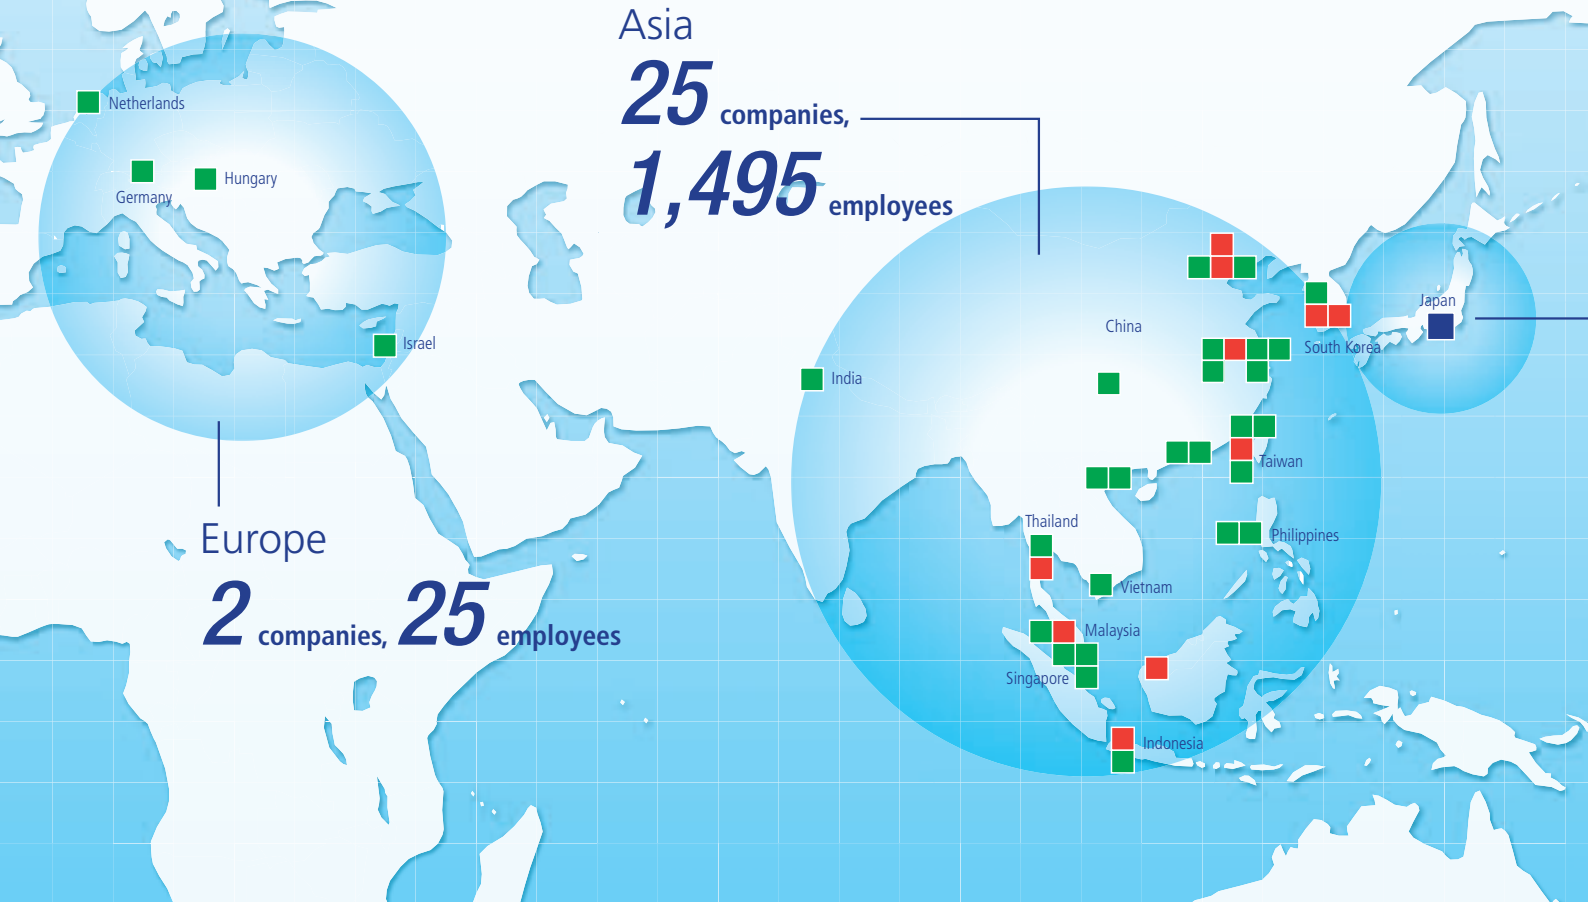 Asia
25 companies,
1,495 employees
Netherlands
Germany
Hungary
Israel
Europe
2 companies, 25 employees
China
India
South Korea
Japan
Taiwan
Thailand
Philippines
Vietnam
Malaysia
Singapore
Indonesia